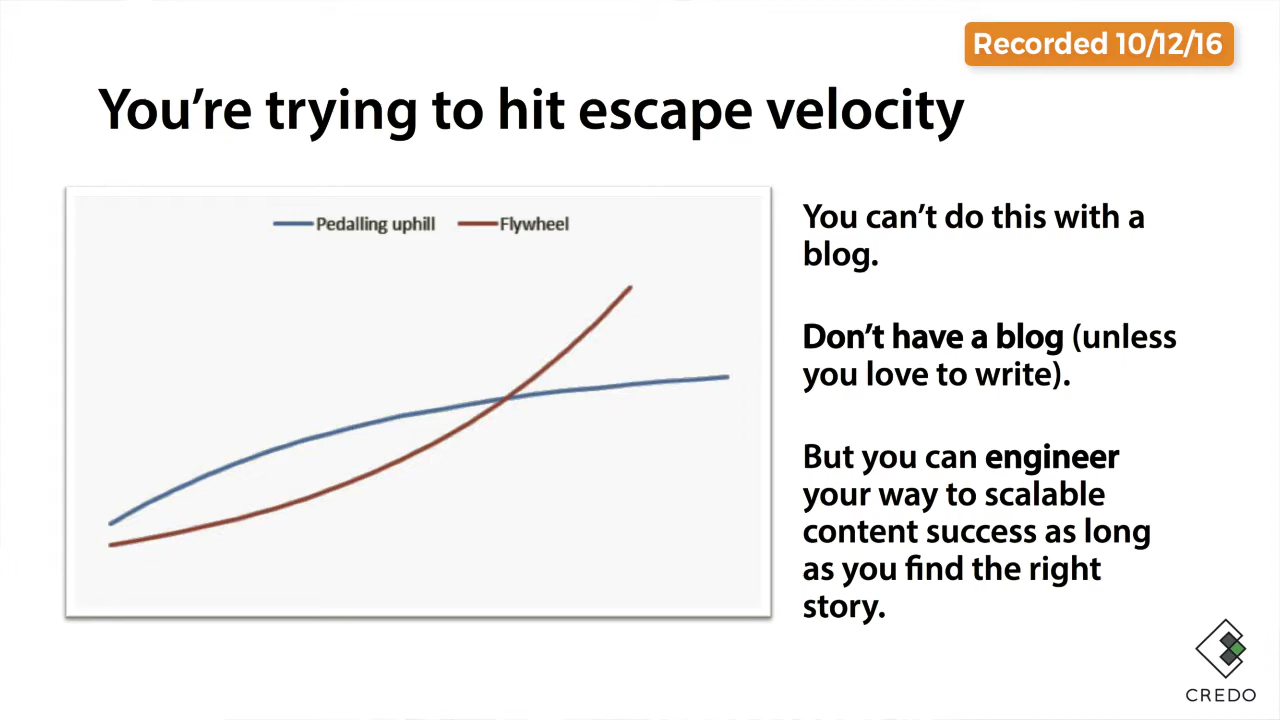 Recorded 10/12/16
You’re trying to hit escape velocity
Pedalling uphill
Flywheel
You can’t do this with a
blog.
Don’t have a blog (unless
you love to write).
But you can engineer
your way to scalable
content success as long
as you find the right
story.
CREDO